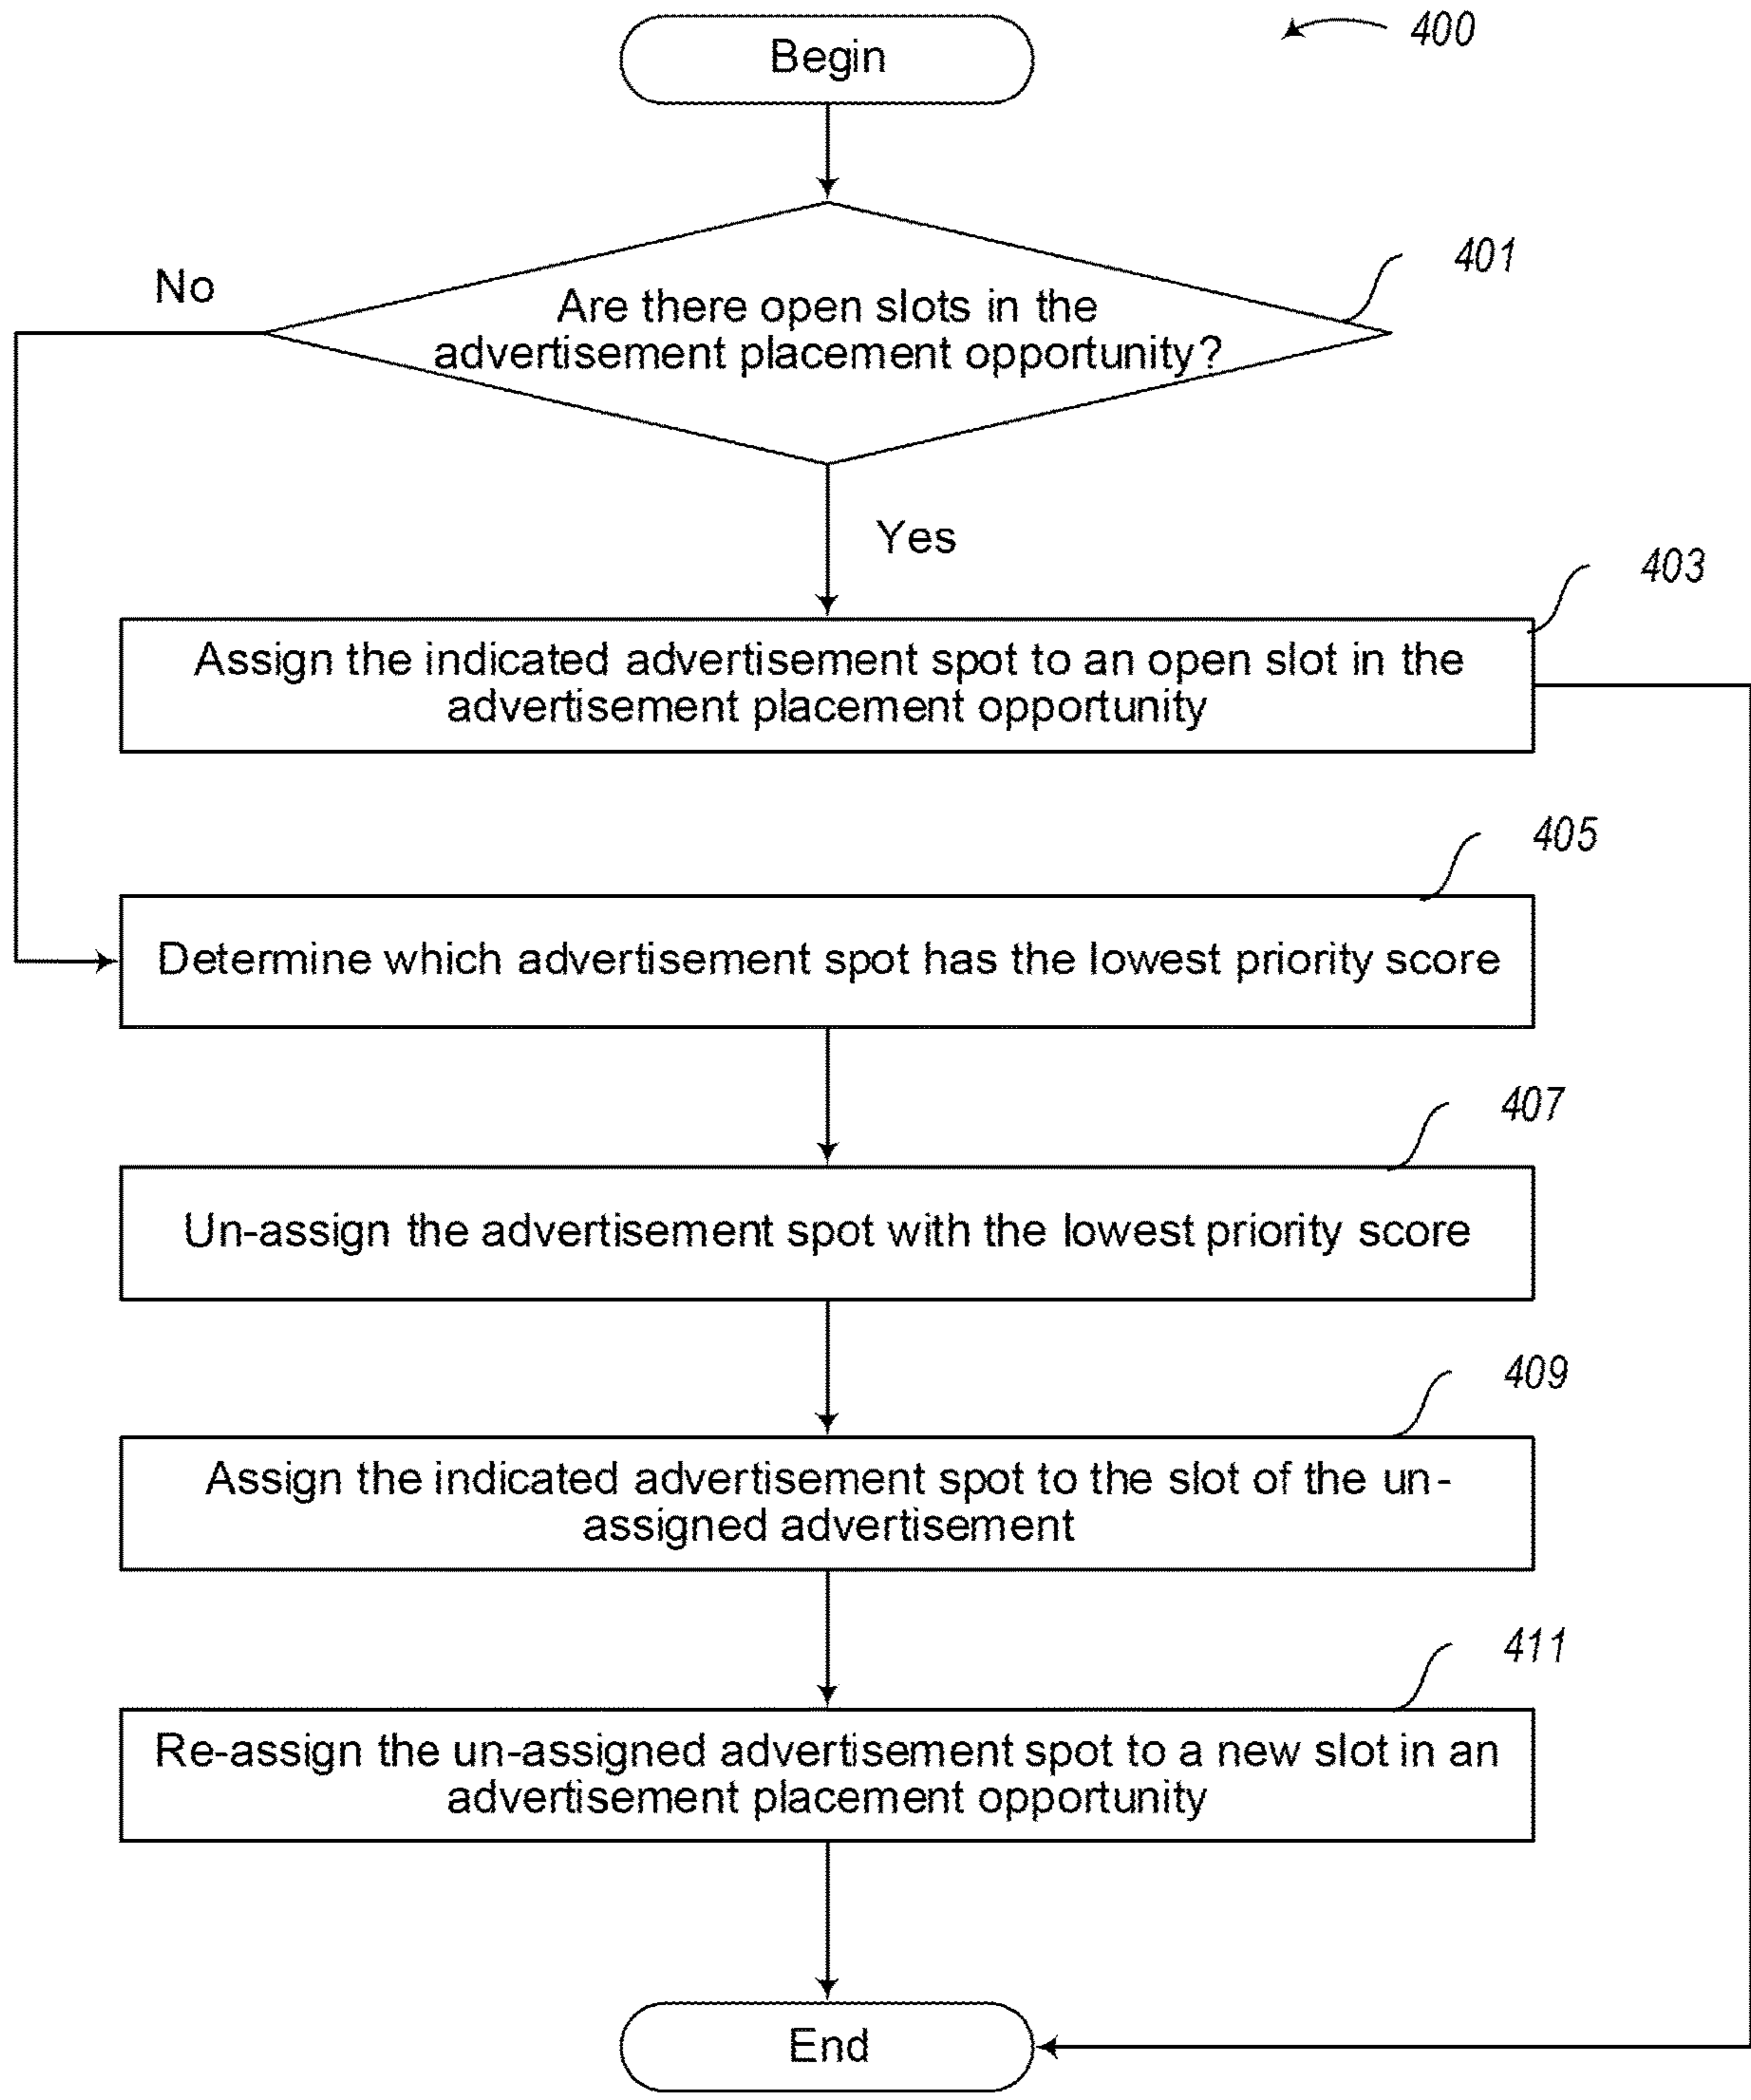 Begin
400
401
No
Are there open slots in the
advertisement placement opportunity?
Yes
403
Assign the indicated advertisement spot to an open slot in the
advertisement placement opportunity
405
Determine which advertisement spot has the lowest priority score
407
Un-assign the advertisement spot with the lowest priority score
409
Assign the indicated advertisement spot to the slot of the un-
assigned advertisement
411
Re-assign the un-assigned advertisement spot to a new slot in an
advertisement placement opportunity
End